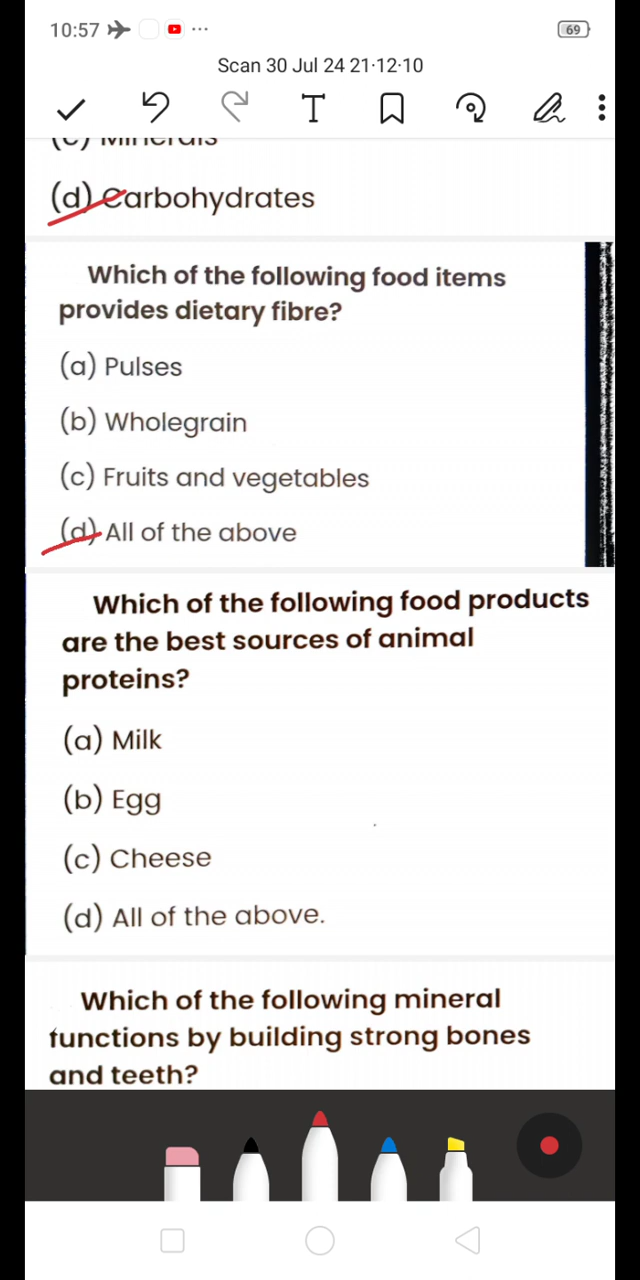 10:57
69
Scan 30 Jul 24 21·12·10
T
(c) Minerals
(d) Carbohydrates
Which of the following food items
provides dietary fibre?
(a) Pulses
(b) Wholegrain
(c) Fruits and vegetables
(d) All of the above
Which of the following food products
are the best sources of animal
proteins?
(a) Milk
(b) Egg
(c) Cheese
(d) All of the above.
Which of the following mineral
functions by building strong bones
and teeth?